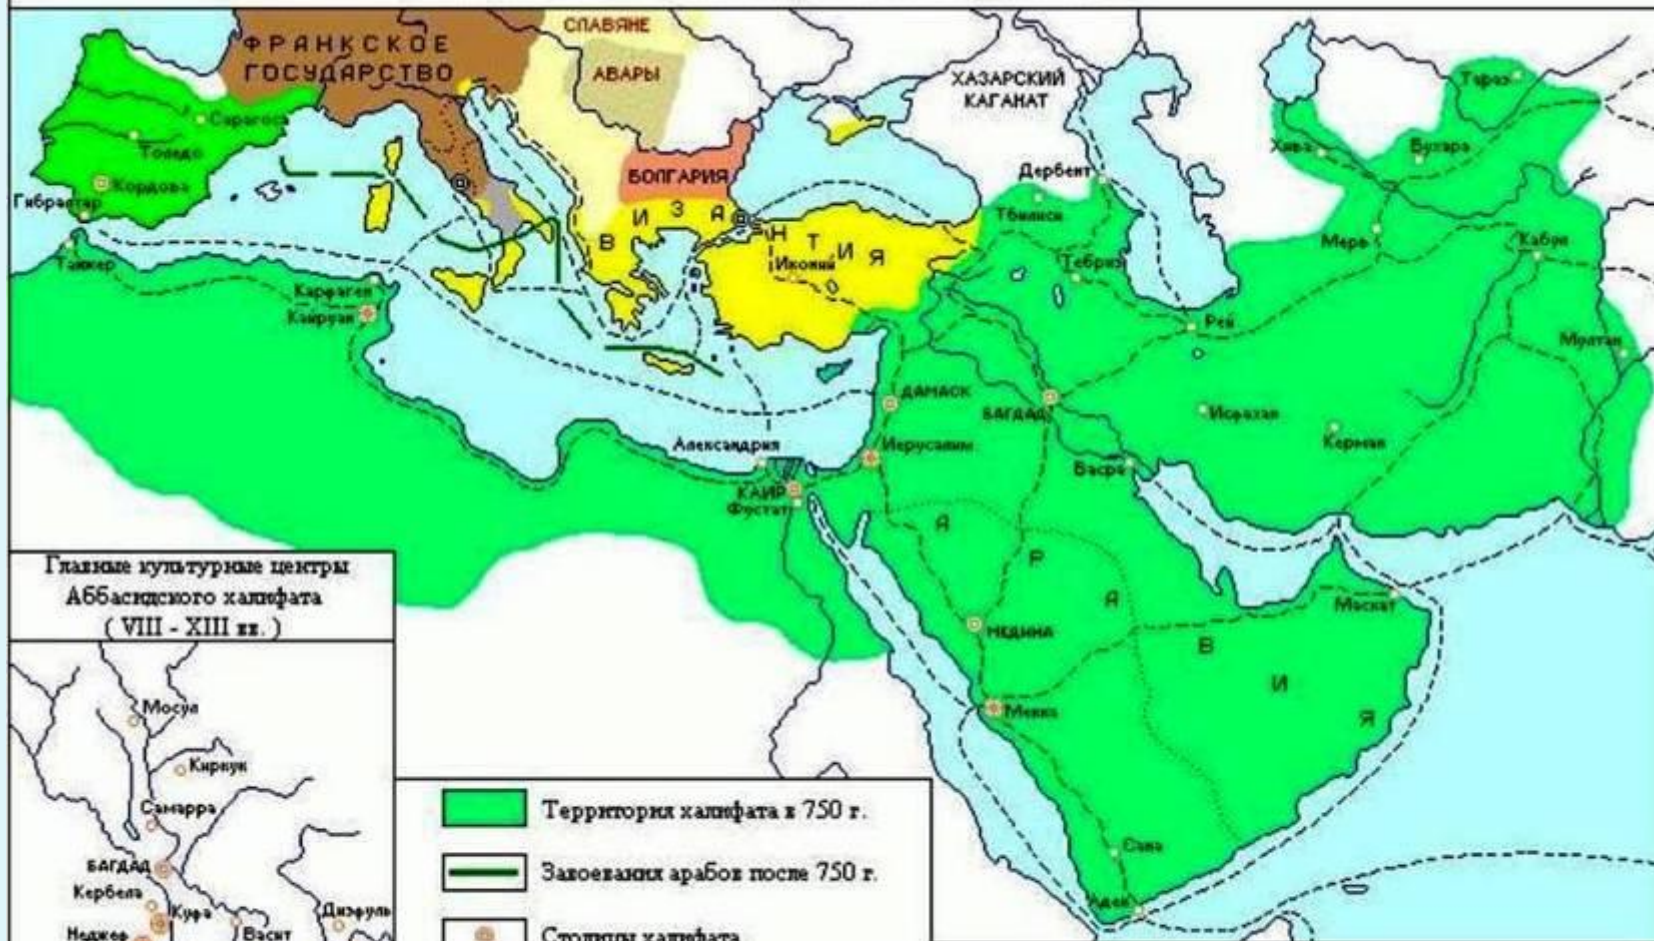 СЛАВЯНЕ
ФРАНКСКОЕ
ГОСУДАРСТВО
АВАРЫ
ХАЗАРСКИЙ
КАГАНАТ
Тараз
Сарагоса
Толедо
Кордова
Гибралтар
Танжер
БОЛГАРИЯ
ВИЗАНТИЯ
Иконий
Дербент
Тбилиси
Тебриз
Хива
Бухара
Мерв
Кабул
Рей
Мултан
Карфаген
Кайруан
ДАМАСК
БАГДАД
Исфахан
Керман
Александрия
Иерусалим
Басра
КАИР
Фустат
АРАВИЯ
МЕДИНА
Маскат
Мекка
Сана
Аден
Главные культурные центры
Аббасидского халифата
( VIII - XIII вв. )
Мосул
Киркук
Самарра
БАГДАД
Кербела
Куфа
Неджеф
Васит
Дизфуль
Территория халифата в 750 г.
Завоевания арабов после 750 г.
Столицы халифата